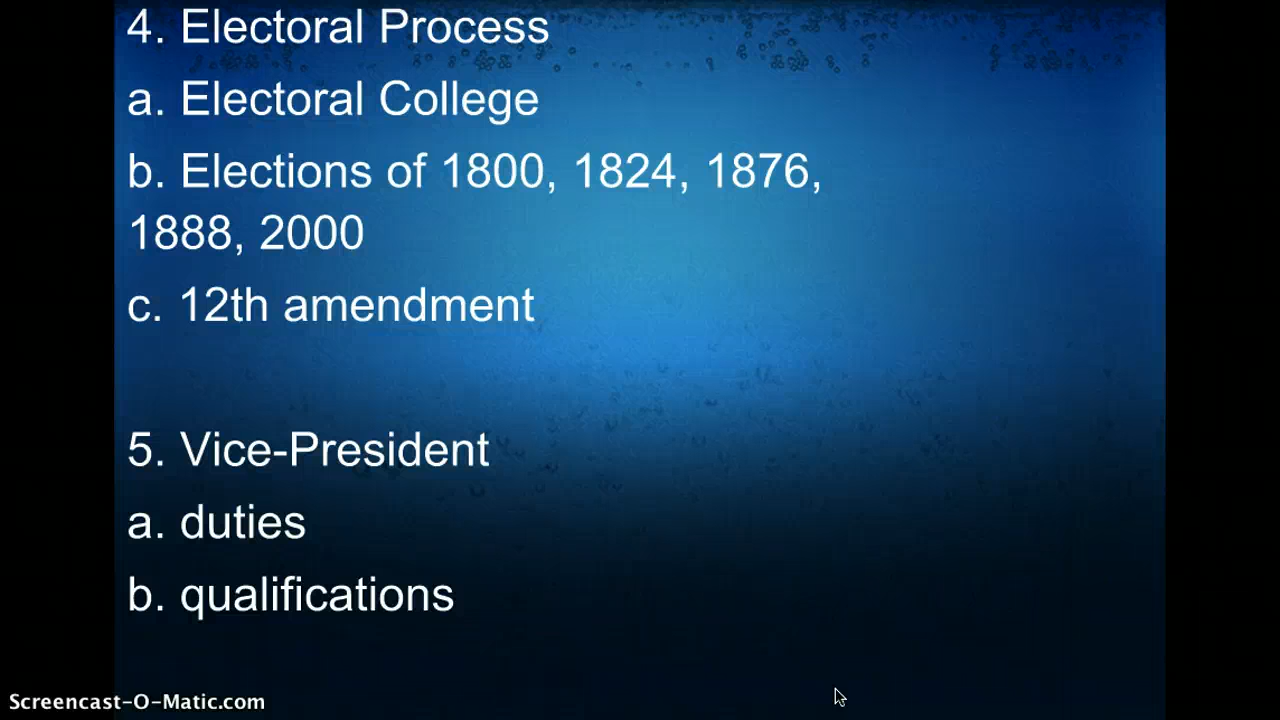 4. Electoral Process
a. Electoral College
b. Elections of 1800, 1824, 1876,
1888, 2000
c. 12th amendment
5. Vice-President
a. duties
b. qualifications
Screencast-O-Matic.com